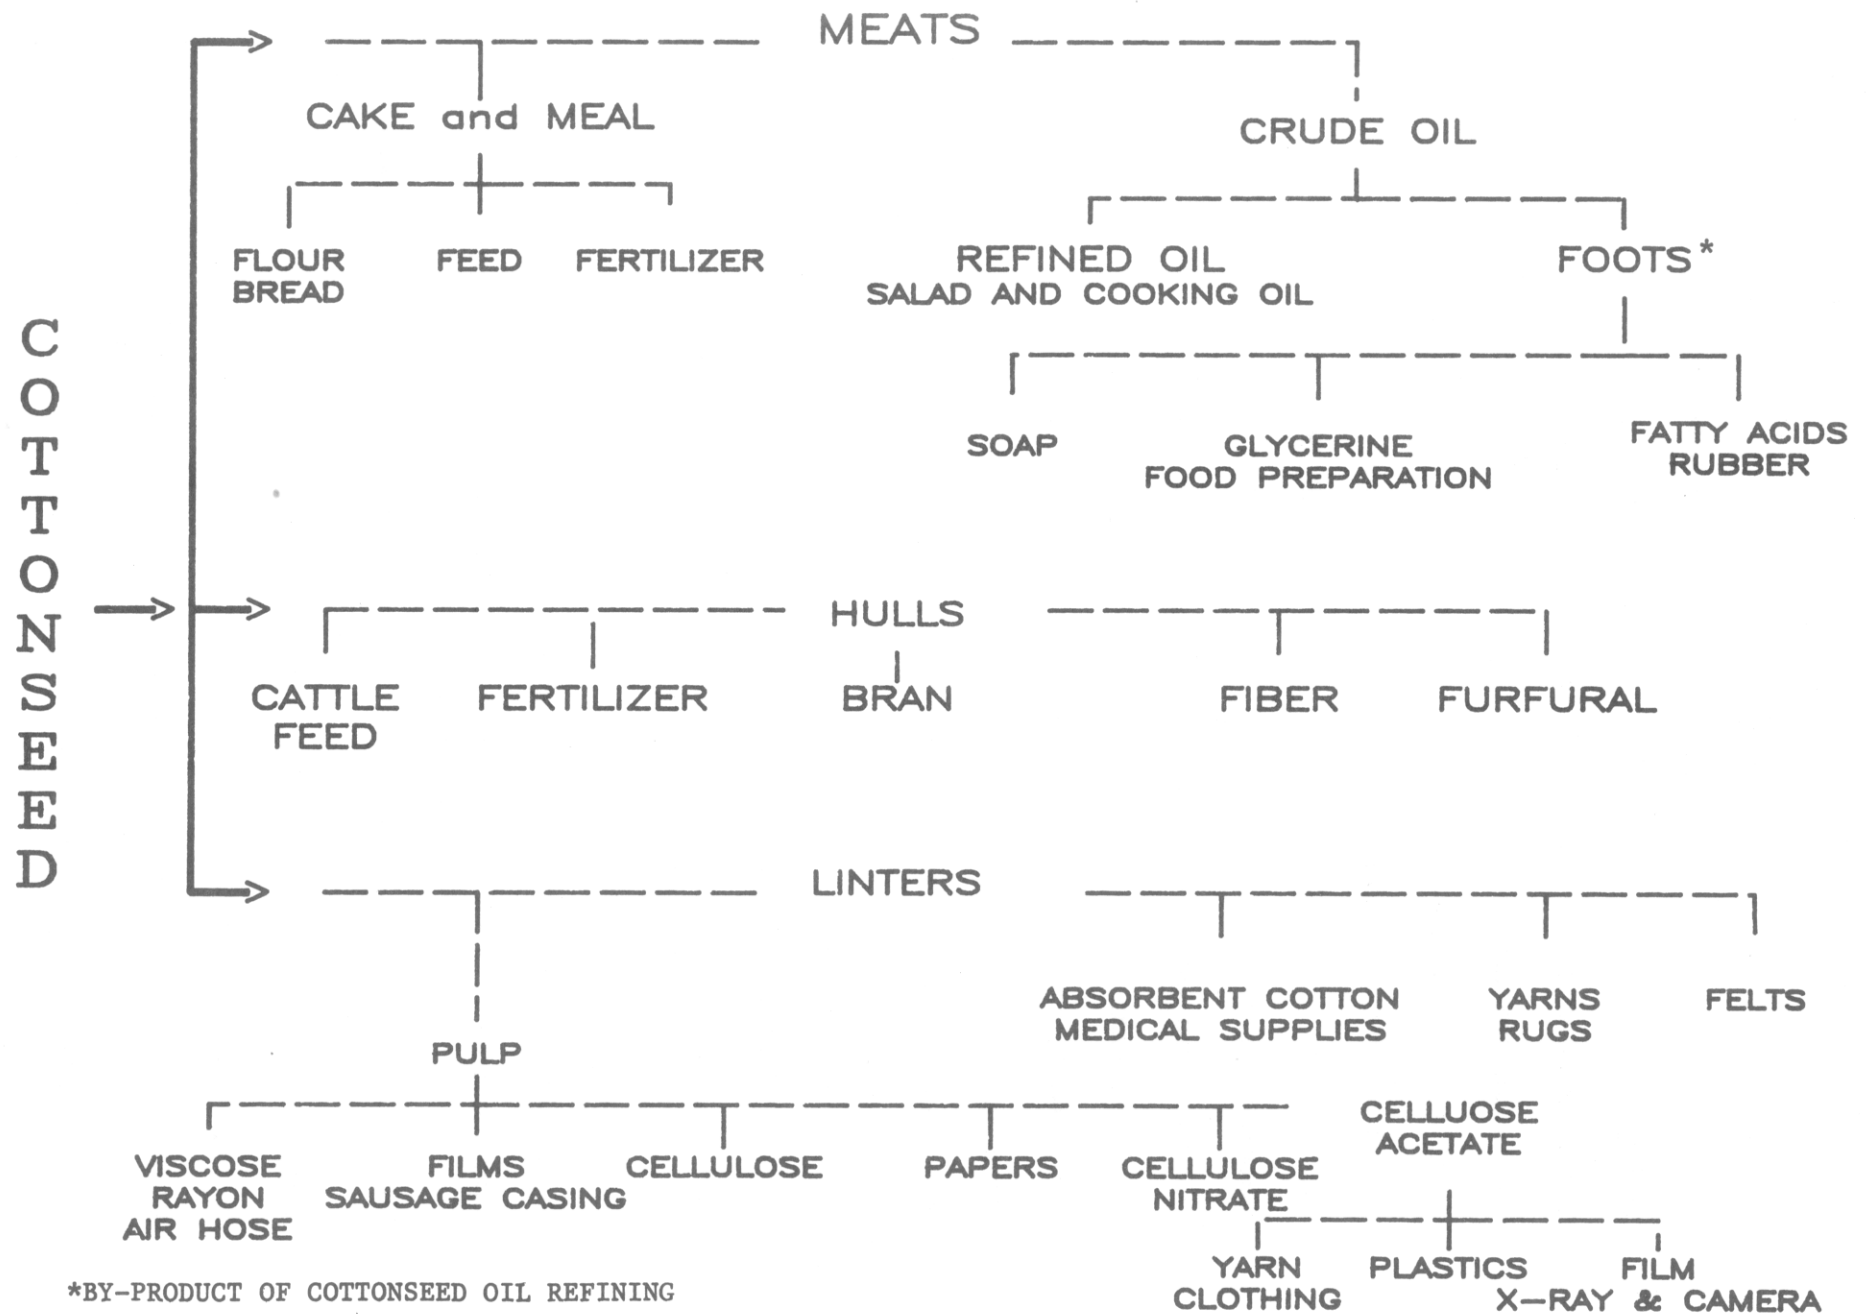 COTTONSEED
MEATS
CAKE and MEAL
CRUDE OIL
FLOUR
BREAD
FEED
FERTILIZER
REFINED OIL
SALAD AND COOKING OIL
FOOTS*
SOAP
GLYCERINE
FOOD PREPARATION
FATTY ACIDS
RUBBER
HULLS
CATTLE
FEED
FERTILIZER
BRAN
FIBER
FURFURAL
LINTERS
ABSORBENT COTTON
MEDICAL SUPPLIES
YARNS
RUGS
FELTS
PULP
VISCOSE
RAYON
AIR HOSE
FILMS
SAUSAGE CASING
CELLULOSE
PAPERS
CELLULOSE
NITRATE
CELLUOSE
ACETATE
YARN
CLOTHING
PLASTICS
FILM
X-RAY & CAMERA
*BY-PRODUCT OF COTTONSEED OIL REFINING